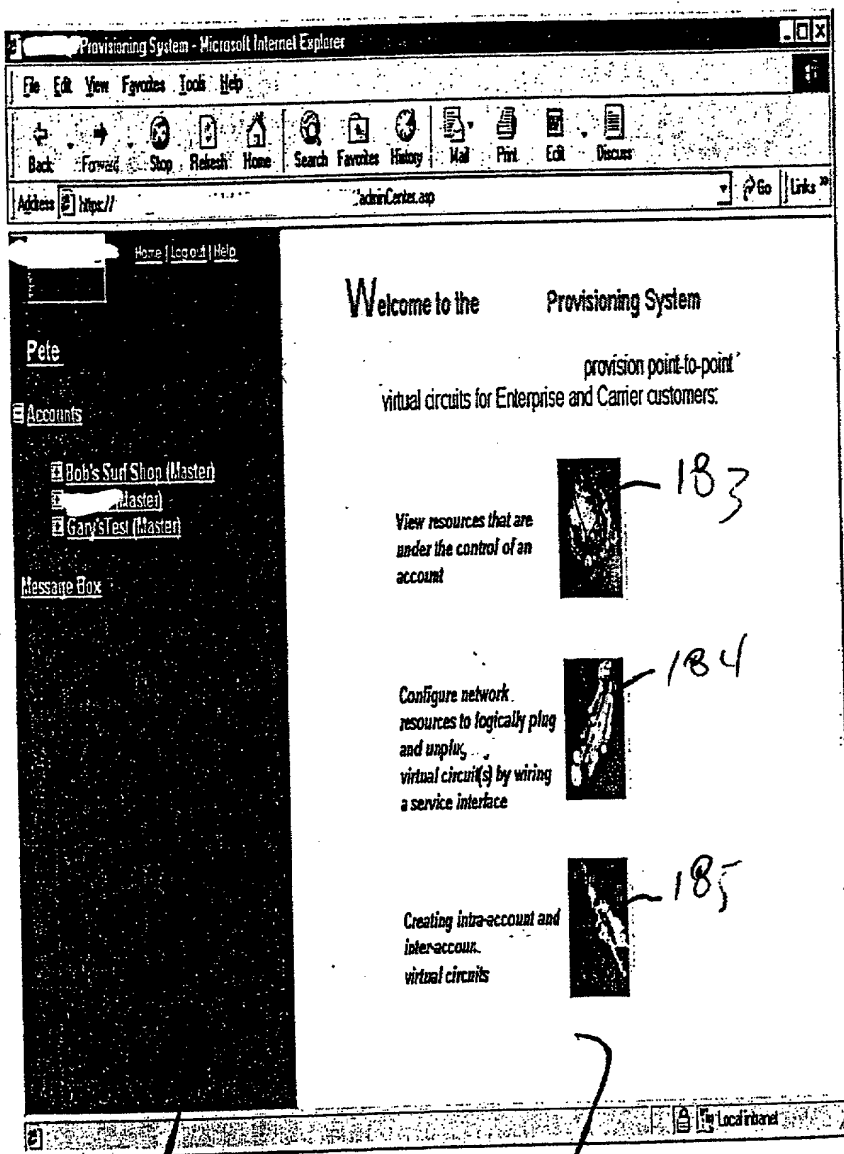 Provisioning System - Microsoft Internet Explorer
File Edit View Favorites Tools Help
Back Forward Stop Refresh Home Search Favorites History Mail Print Edit Discuss
Address https:// adminCenter.asp Go Links »
Home | Log out | Help
Welcome to the Provisioning System
Pete
provision point-to-point
virtual circuits for Enterprise and Carrier customers:
Accounts
Bob's Surf Shop (Master)
Master)
Gary'sTest (Master)
Message Box
183
View resources that are
under the control of an
account
184
Configure network
resources to logically plug
and unplug
virtual circuit(s) by wiring
a service interface
185
Creating intra-account and
inter-accoun
virtual circuits
Local intranet